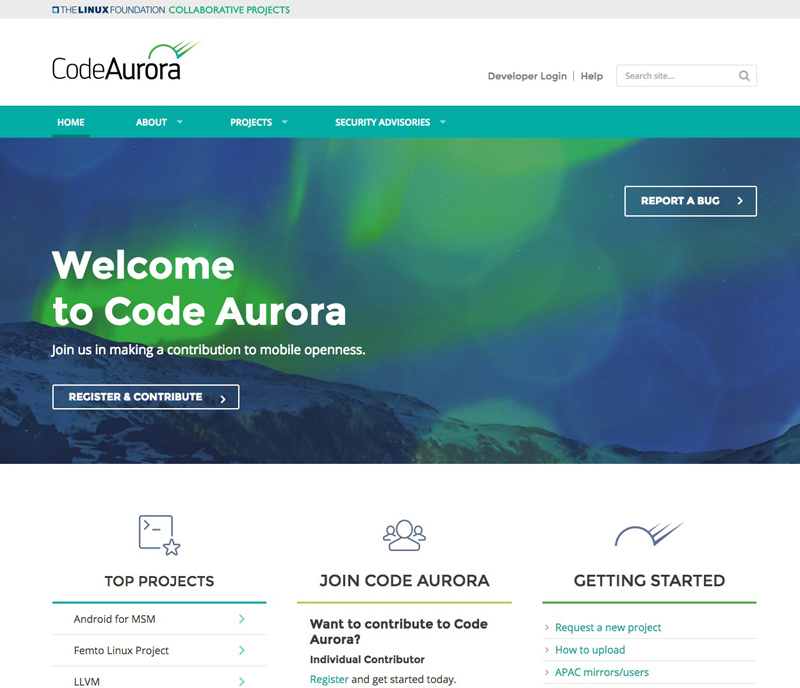 THE LINUX FOUNDATION COLLABORATIVE PROJECTS
CodeAurora
Developer Login | Help
Search site...
HOME
ABOUT
PROJECTS
SECURITY ADVISORIES
REPORT A BUG
Welcome
to Code Aurora
Join us in making a contribution to mobile openness.
REGISTER & CONTRIBUTE
TOP PROJECTS
Android for MSM
Femto Linux Project
LLVM
JOIN CODE AURORA
Want to contribute to Code
Aurora?
Individual Contributor
Register and get started today.
GETTING STARTED
Request a new project
How to upload
APAC mirrors/users